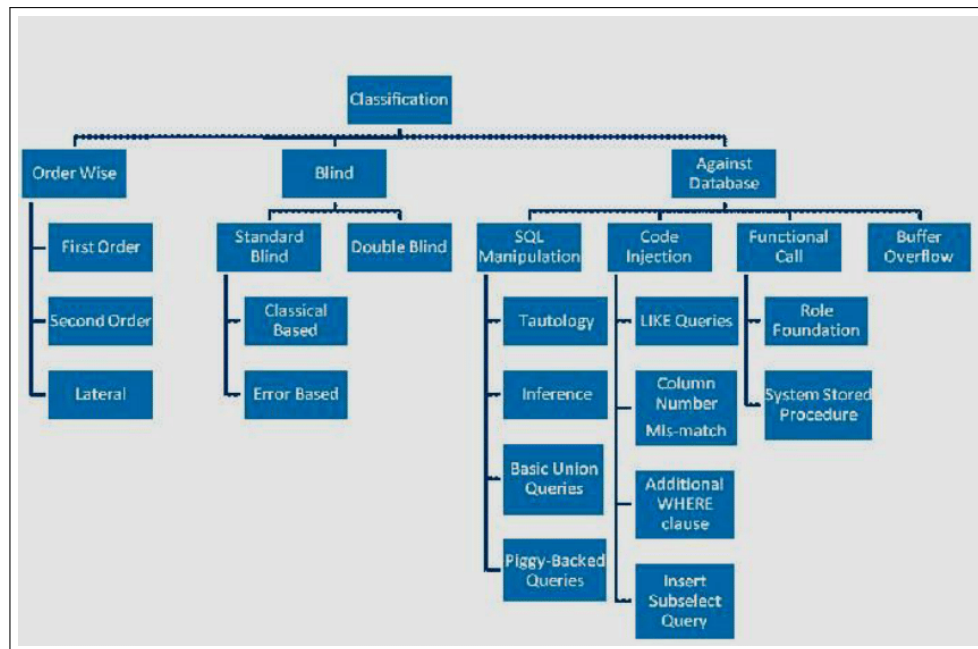 Classification
Order Wise
Blind
Against
Database
First Order
Standard
Blind
Double Blind
SQL
Manipulation
Code
Injection
Functional
Call
Buffer
Overflow
Second Order
Classical
Based
Tautology
LIKE Queries
Role
Foundation
Lateral
Error Based
Inference
Column
Number
Mis-match
System Stored
Procedure
Basic Union
Queries
Additional
WHERE
clause
Piggy-Backed
Queries
Insert
Subselect
Query